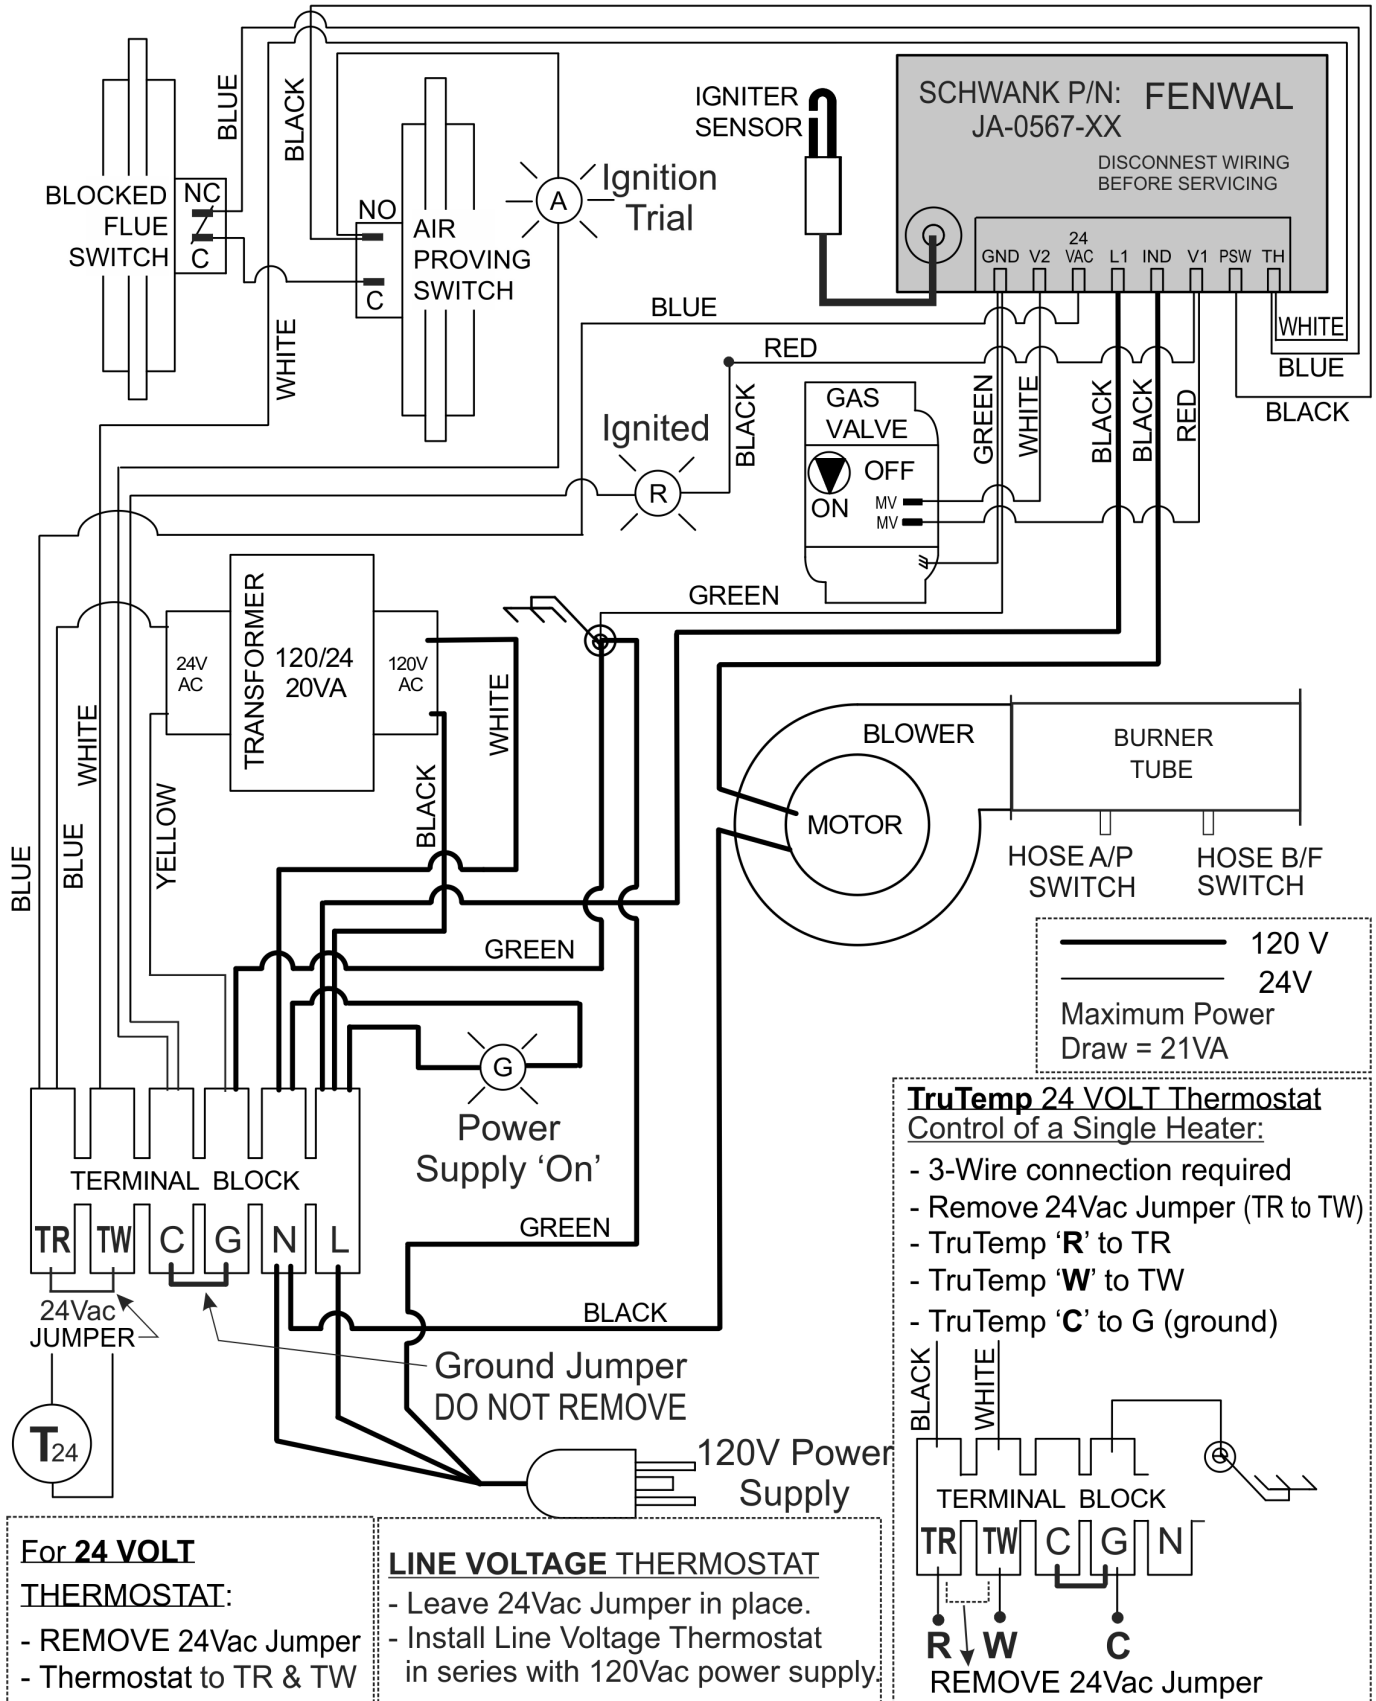 BLUE
BLACK
BLOCKED
FLUE
SWITCH
NC
C
WHITE
NO
C
AIR
PROVING
SWITCH
A
Ignition
Trial
IGNITER
SENSOR
SCHWANK P/N: FENWAL
JA-0567-XX
DISCONNEST WIRING
BEFORE SERVICING
GND V2 24 VAC L1 IND V1 PSW TH
WHITE
BLUE
BLACK
BLUE
RED
BLACK
Ignited
R
GAS
VALVE
OFF
ON
MV
MV
GREEN
WHITE
BLACK
BLACK
RED
GREEN
TRANSFORMER
24V
AC
120/24
20VA
120V
AC
WHITE
BLACK
BLUE
BLUE
WHITE
YELLOW
GREEN
BLOWER
MOTOR
BURNER
TUBE
HOSE A/P
SWITCH
HOSE B/F
SWITCH
120 V
24V
Maximum Power
Draw = 21VA
G
Power
Supply ‘On’
TERMINAL BLOCK
TR TW C G N L
24Vac
JUMPER
GREEN
BLACK
Ground Jumper
DO NOT REMOVE
T24
120V Power
Supply
For 24 VOLT
THERMOSTAT:
- REMOVE 24Vac Jumper
- Thermostat to TR & TW
LINE VOLTAGE THERMOSTAT
- Leave 24Vac Jumper in place.
- Install Line Voltage Thermostat
in series with 120Vac power supply.
TruTemp 24 VOLT Thermostat
Control of a Single Heater:
- 3-Wire connection required
- Remove 24Vac Jumper (TR to TW)
- TruTemp ‘R’ to TR
- TruTemp ‘W’ to TW
- TruTemp ‘C’ to G (ground)
BLACK
WHITE
TERMINAL BLOCK
TR TW C G N
R W C
REMOVE 24Vac Jumper